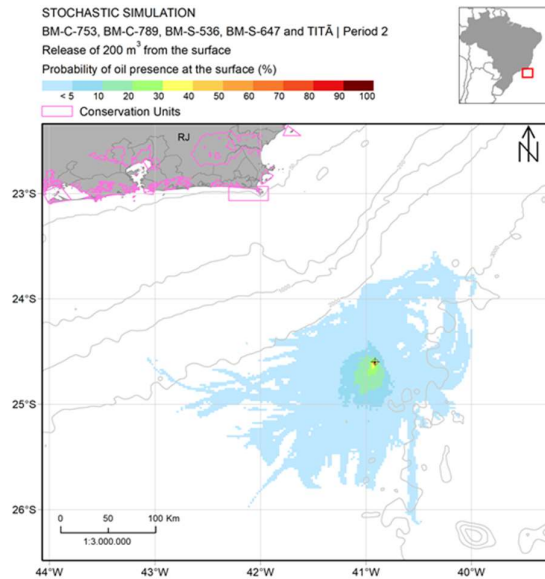 STOCHASTIC SIMULATION
BM-C-753, BM-C-789, BM-S-536, BM-S-647 and TITÃ | Period 2
Release of 200 m³ from the surface
Probability of oil presence at the surface (%)
< 5 10 20 30 40 50 60 70 80 90 100
Conservation Units
RJ
N
23°S
24°S
25°S
26°S
0 50 100 Km
1:3.000.000
44°W 43°W 42°W 41°W 40°W